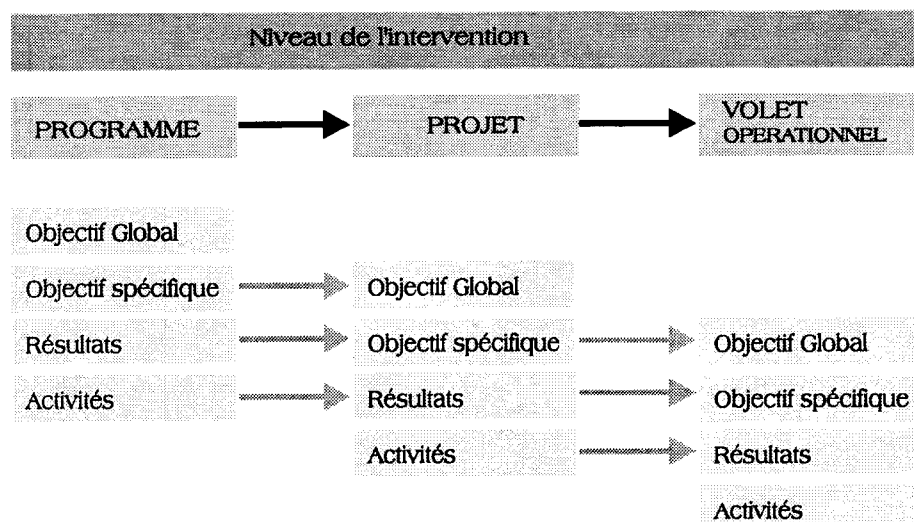 Niveau de l'intervention
PROGRAMME
PROJET
VOLET
OPERATIONNEL
Objectif Global
Objectif spécifique
Objectif Global
Résultats
Objectif spécifique
Objectif Global
Activités
Résultats
Objectif spécifique
Activités
Résultats
Activités